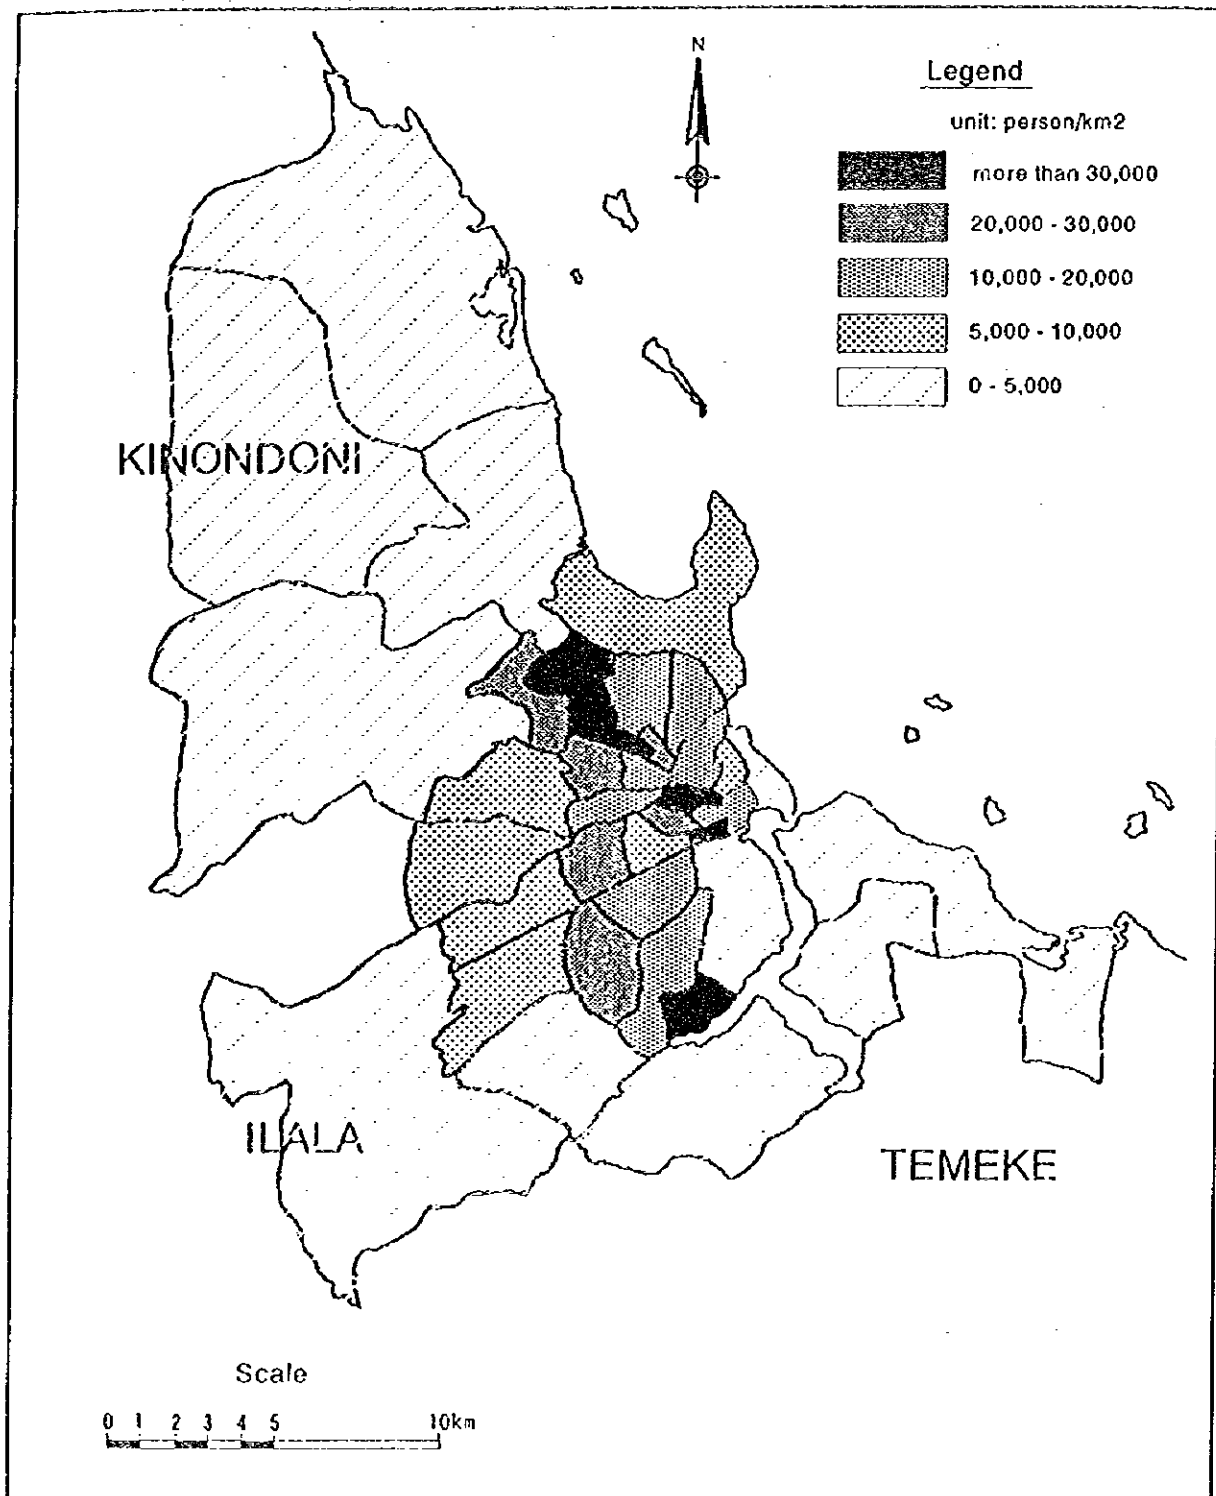 N
Legend
unit: person/km2
more than 30,000
20,000 - 30,000
10,000 - 20,000
5,000 - 10,000
0 - 5,000
KINONDONI
ILALA
TEMEKE
Scale
0 1 2 3 4 5 10km